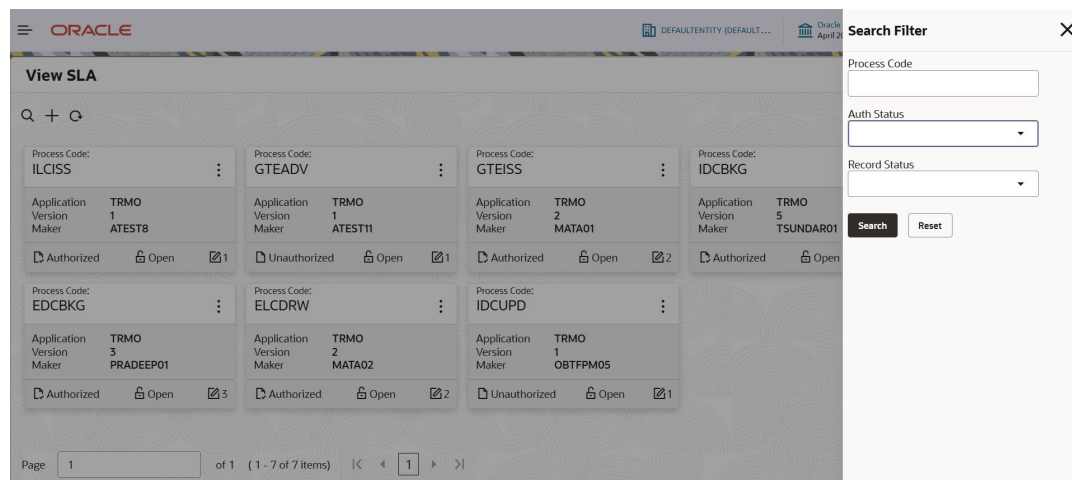 ORACLE
DEFAULTENTITY (DEFAULT...
Oracle
April 20
View SLA
Process Code:
ILCISS
Application TRMO
Version 1
Maker ATEST8
Authorized Open 1
Process Code:
GTEADV
Application TRMO
Version 1
Maker ATEST11
Unauthorized Open 1
Process Code:
GTEISS
Application TRMO
Version 2
Maker MATA01
Authorized Open 2
Process Code:
IDCBKG
Application TRMO
Version 5
Maker TSUNDAR01
Authorized Open
Process Code:
EDCBKG
Application TRMO
Version 3
Maker PRADEEP01
Authorized Open 3
Process Code:
ELCDRW
Application TRMO
Version 2
Maker MATA02
Authorized Open 2
Process Code:
IDCUPD
Application TRMO
Version 1
Maker OBTFPM05
Unauthorized Open 1
Page 1 of 1 ( 1 - 7 of 7 items) 1
Search Filter
Process Code
Auth Status
Record Status
Search Reset